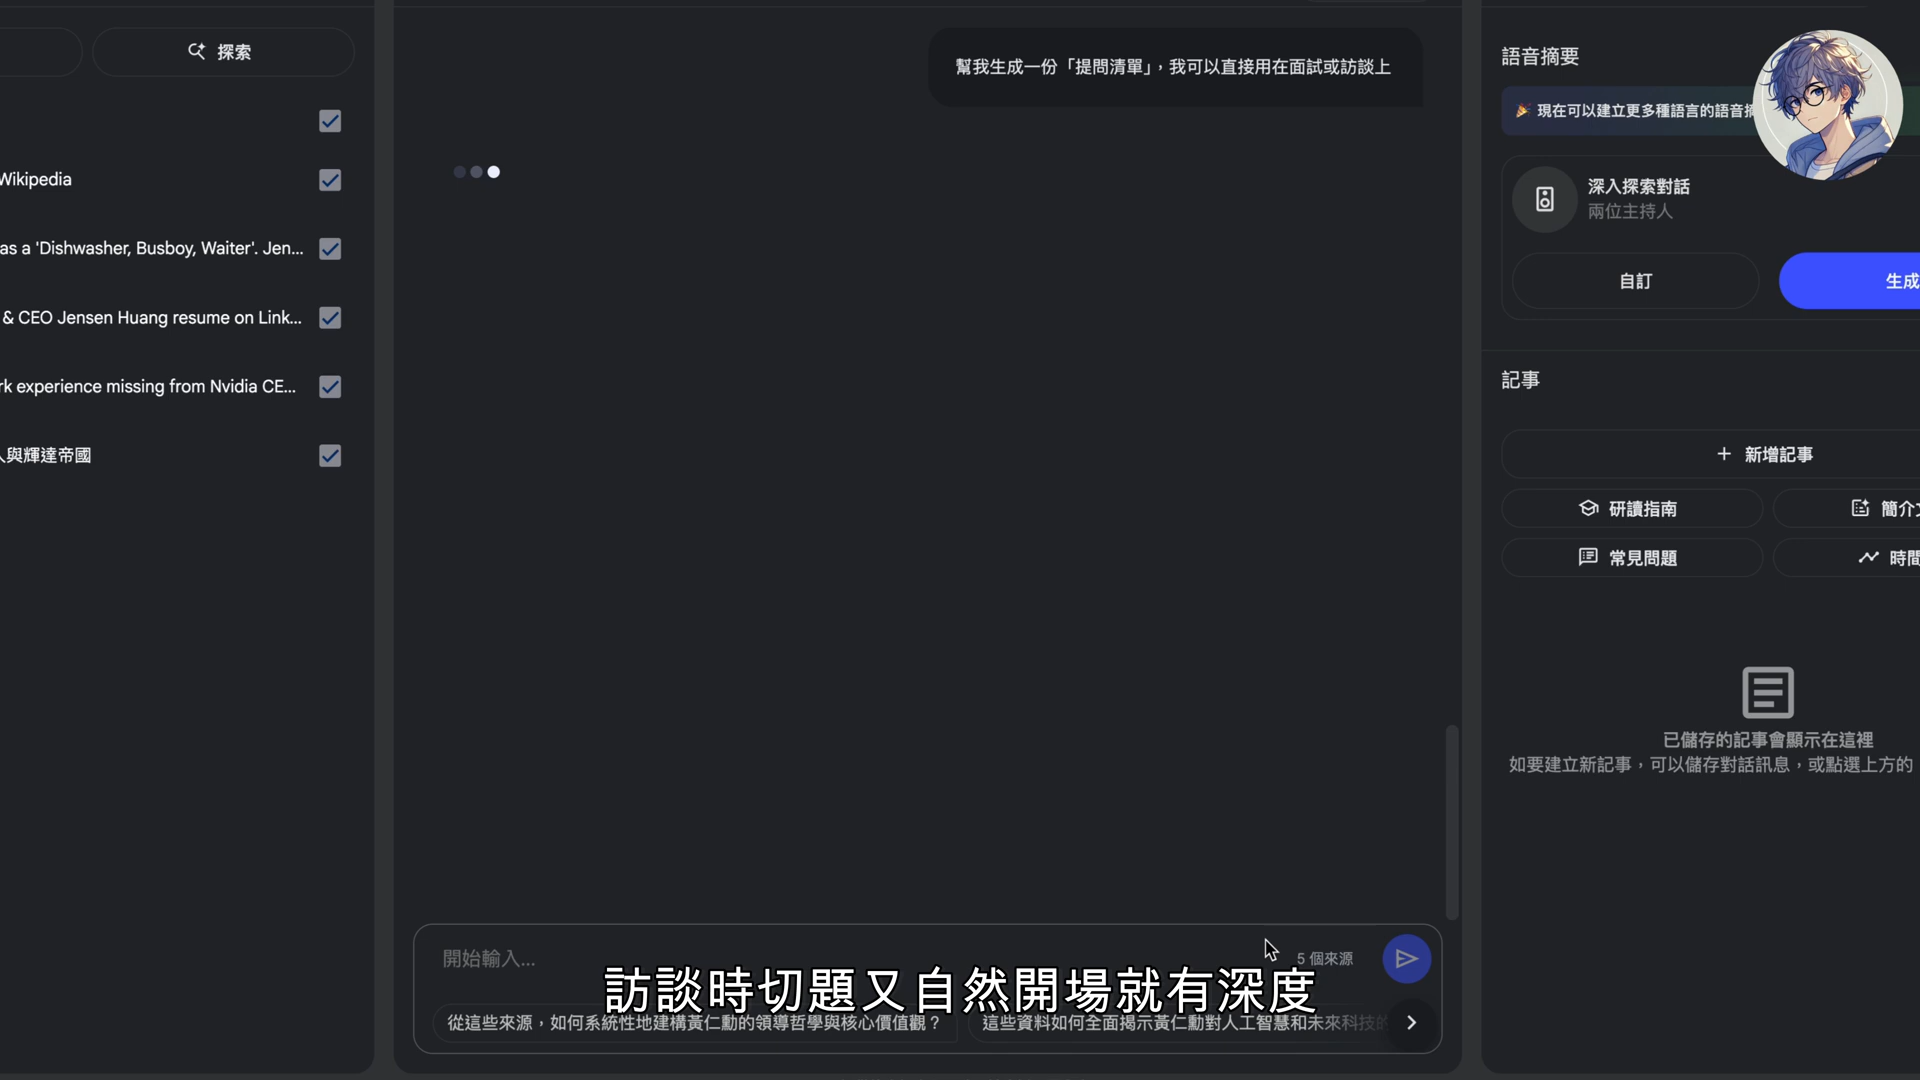 探索
Wikipedia
as a 'Dishwasher, Busboy, Waiter'. Jen...
& CEO Jensen Huang resume on Link...
rk experience missing from Nvidia CE...
人與輝達帝國
幫我生成一份「提問清單」，我可以直接用在面試或訪談上
開始輸入...
5 個來源
訪談時切題又自然開場就有深度
從這些來源，如何系統性地建構黃仁勳的領導哲學與核心價值觀？
這些資料如何全面揭示黃仁勳對人工智慧和未來科技的
語音摘要
🎉 現在可以建立更多種語言的語音摘
深入探索對話
兩位主持人
自訂
生成
記事
+ 新增記事
研讀指南
簡介文
常見問題
時間
已儲存的記事會顯示在這裡
如要建立新記事，可以儲存對話訊息，或點選上方的